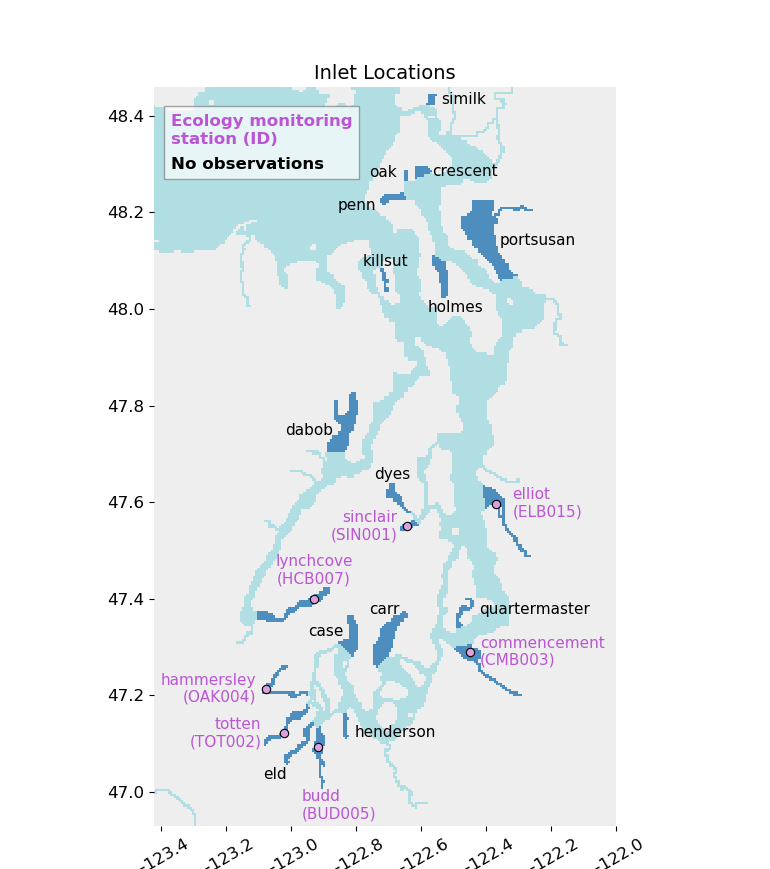 Inlet Locations
48.4
48.2
48.0
47.8
47.6
47.4
47.2
47.0
Ecology monitoring
station (ID)
No observations
similk
oak
crescent
penn
portsusan
killsut
holmes
dabob
dyes
elliot
(ELB015)
sinclair
(SIN001)
lynchcove
(HCB007)
carr
quartermaster
case
commencement
(CMB003)
hammersley
(OAK004)
totten
(TOT002)
henderson
eld
budd
(BUD005)
-123.4
-123.2
-123.0
-122.8
-122.6
-122.4
-122.2
-122.0